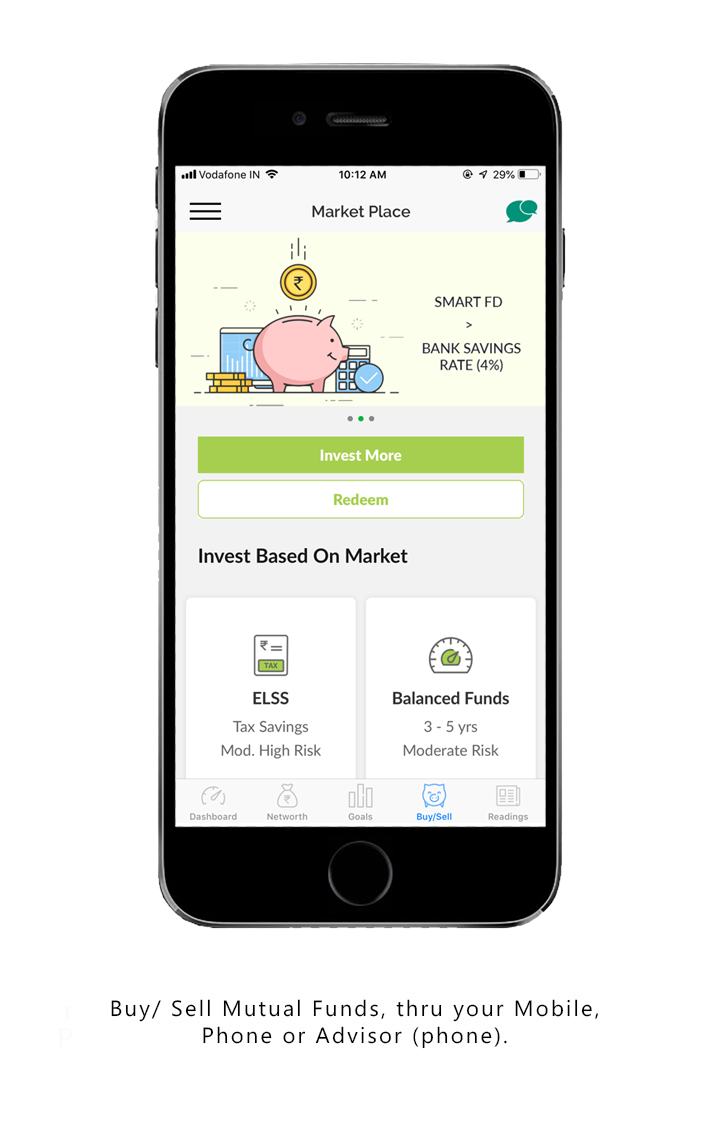 Vodafone IN 10:12 AM 29%
Market Place
SMART FD
>
BANK SAVINGS
RATE (4%)
Invest More
Redeem
Invest Based On Market
₹
TAX
ELSS
Tax Savings
Mod. High Risk
Balanced Funds
3 - 5 yrs
Moderate Risk
Dashboard Networth Goals Buy/Sell Readings
Buy/ Sell Mutual Funds, thru your Mobile,
Phone or Advisor (phone).